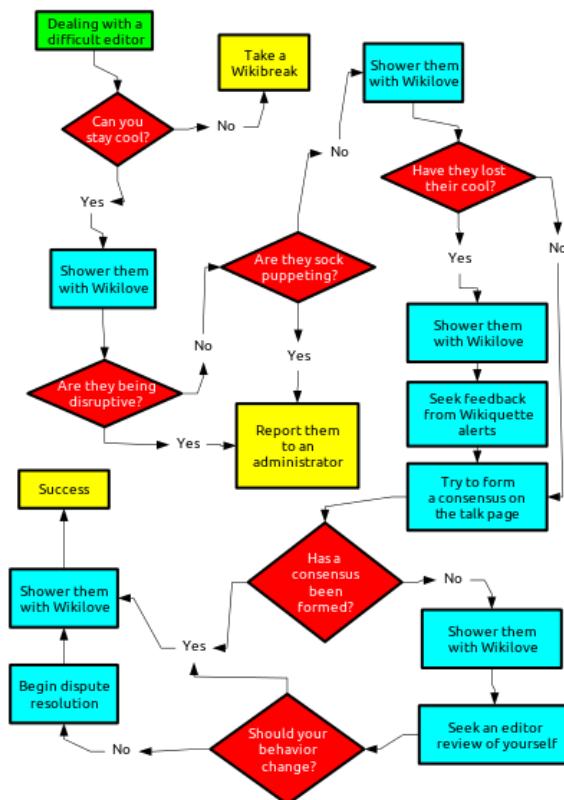 Dealing with a
difficult editor
Can you
stay cool?
No
Take a
Wikibreak
Yes
Shower them
with Wikilove
Are they being
disruptive?
No
Yes
Are they sock
puppeting?
No
Yes
Report them
to an
administrator
Shower them
with Wikilove
Have they lost
their cool?
No
Yes
Shower them
with Wikilove
Seek feedback
from Wikiquette
alerts
Try to form
a consensus on
the talk page
Has a
consensus
been
formed?
No
Yes
Shower them
with Wikilove
Seek an editor
review of yourself
Should your
behavior
change?
No
Begin dispute
resolution
Shower them
with Wikilove
Success